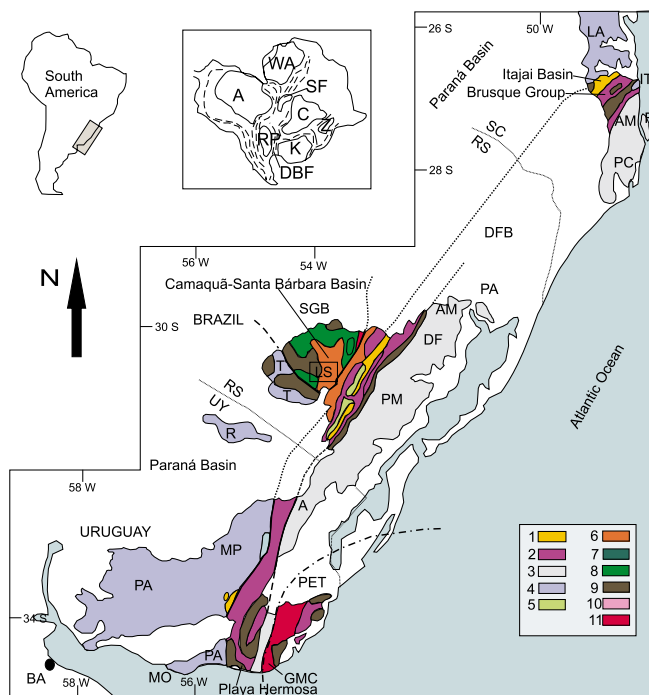 South
America
WA
SF
A
C
RP
K
DBF
26 S
50 W
LA
Paraná Basin
Itajai Basin
Brusque Group
IT
AM
SC
RS
PC
28 S
56 W
54 W
DFB
N
Camaquã-Santa Bárbara Basin
PA
BRAZIL
SGB
AM
30 S
DF
T
LS
T
RS
UY
R
PM
Atlantic Ocean
Paraná Basin
58 W
A
URUGUAY
MP
PA
PET
34 S
PA
BA
MO
GMC
58 W
56 W
Playa Hermosa
1 6
2 7
3 8
4 9
5 10
11